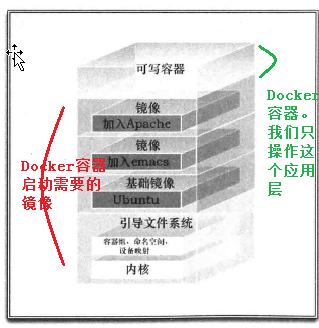 可写容器
镜像
加入Apache
镜像
加入emacs
基础镜像
Ubuntu
引导文件系统
容器组、命名空间、
设备映射
内核
Docker容器
启动需要的
镜像
Docker
容器。
我们只
操作这
个应用
层